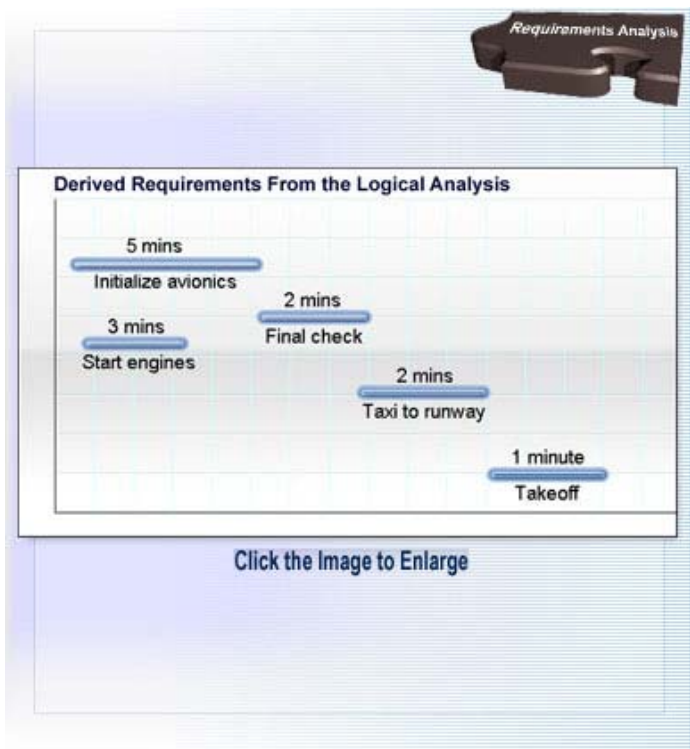 Requirements Analysis
Derived Requirements From the Logical Analysis
5 mins
Initialize avionics
2 mins
Final check
3 mins
Start engines
2 mins
Taxi to runway
1 minute
Takeoff
Click the Image to Enlarge